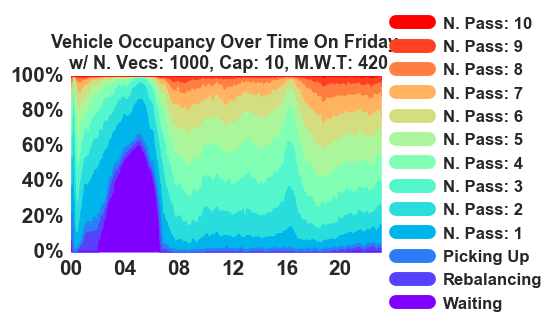 Vehicle Occupancy Over Time On Friday
w/ N. Vecs: 1000, Cap: 10, M.W.T: 420
100%
80%
60%
40%
20%
0%
00 04 08 12 16 20
N. Pass: 10
N. Pass: 9
N. Pass: 8
N. Pass: 7
N. Pass: 6
N. Pass: 5
N. Pass: 4
N. Pass: 3
N. Pass: 2
N. Pass: 1
Picking Up
Rebalancing
Waiting